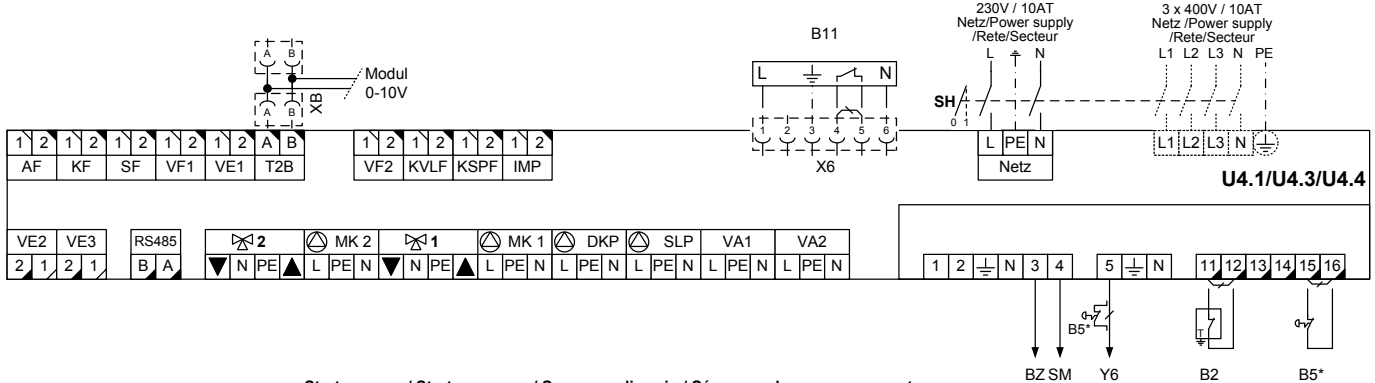 230V / 10AT
Netz/Power supply
/Rete/Secteur
L N
3 x 400V / 10AT
Netz /Power supply
/Rete/Secteur
L1 L2 L3 N PE
B11
L N
A B
A B
XB
Modul
0-10V
SH
0 1
1 2 3 4 5 6
X6
1 2 1 2 1 2 1 2 1 2 A B
AF KF SF VF1 VE1 T2B
1 2 1 2 1 2 1 2
VF2 KVLF KSPF IMP
L PE N
Netz
L1 L2 L3 N
U4.1/U4.3/U4.4
VE2 VE3 RS485 2 MK 2 1 MK 1 DKP SLP VA1 VA2
2 1 2 1 B A N PE L PE N N PE L PE N L PE N L PE N L PE N L PE N
1 2 N 3 4 5 N 11 12 13 14 15 16
B5*
T
BZ SM Y6 B2 B5*